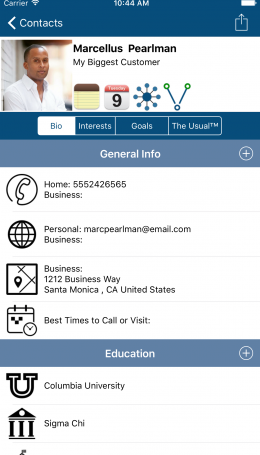 Carrier 10:44 AM
Contacts
Marcellus Pearlman
My Biggest Customer
Tuesday
9
Bio Interests Goals The Usual™
General Info
Home: 5552426565
Business:
Personal: marcpearlman@email.com
Business:
Business:
1212 Business Way
Santa Monica , CA United States
Best Times to Call or Visit:
Education
Columbia University
Sigma Chi